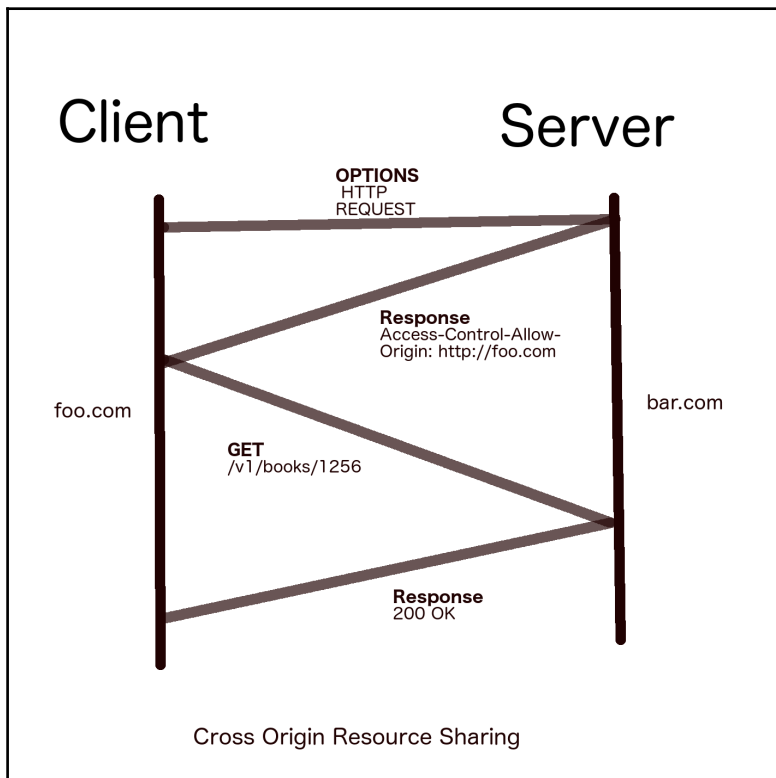 Client
Server
OPTIONS
HTTP
REQUEST
Response
Access-Control-Allow-
Origin: http://foo.com
foo.com
bar.com
GET
/v1/books/1256
Response
200 OK
Cross Origin Resource Sharing